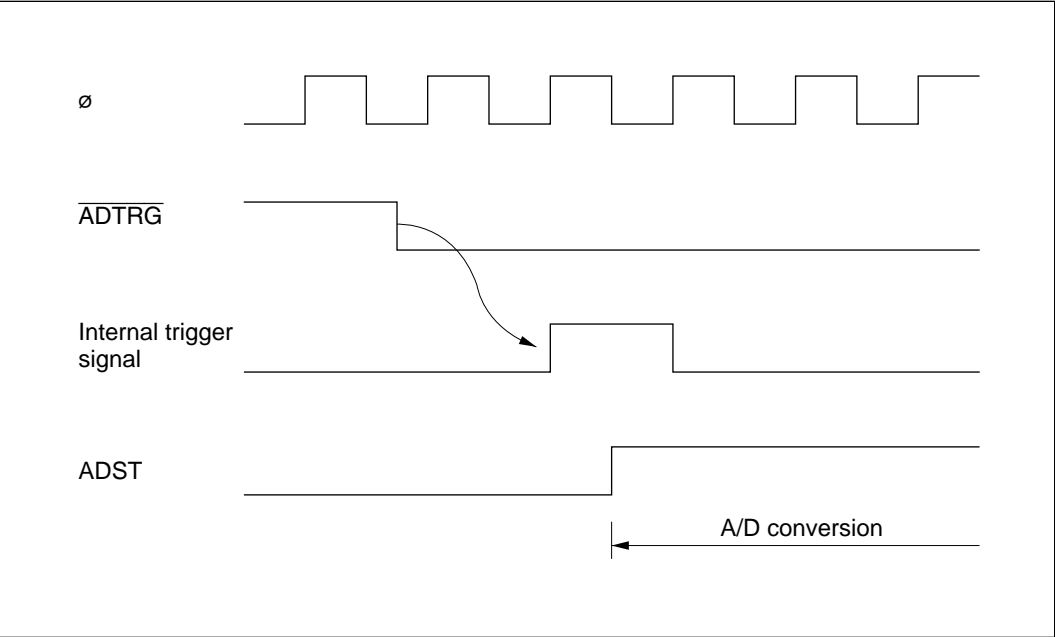 ø
ADTRG
Internal trigger
signal
ADST
A/D conversion